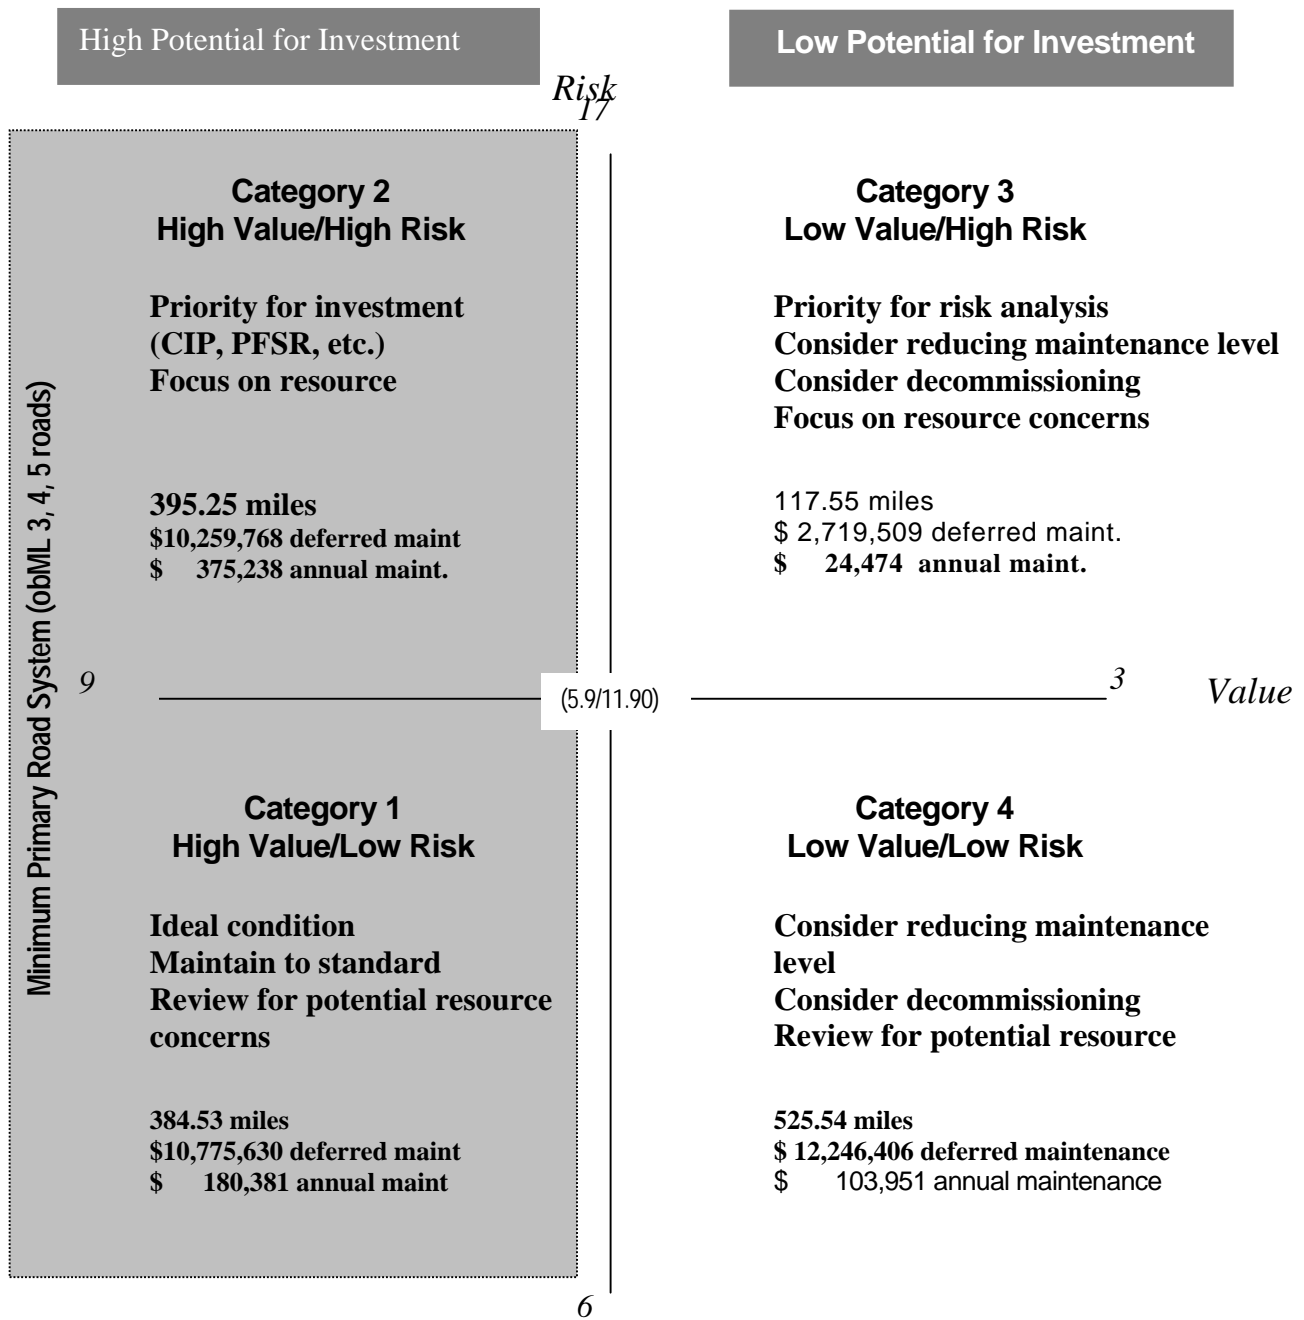 High Potential for Investment
Low Potential for Investment
Risk
17
Minimum Primary Road System (obML 3, 4, 5 roads)
Category 2
High Value/High Risk
Priority for investment
(CIP, PFSR, etc.)
Focus on resource
395.25 miles
$10,259,768 deferred maint
$ 375,238 annual maint.
Category 3
Low Value/High Risk
Priority for risk analysis
Consider reducing maintenance level
Consider decommissioning
Focus on resource concerns
117.55 miles
$ 2,719,509 deferred maint.
$ 24,474 annual maint.
9
(5.9/11.90)
3
Value
Category 1
High Value/Low Risk
Ideal condition
Maintain to standard
Review for potential resource
concerns
384.53 miles
$10,775,630 deferred maint
$ 180,381 annual maint
Category 4
Low Value/Low Risk
Consider reducing maintenance
level
Consider decommissioning
Review for potential resource
525.54 miles
$ 12,246,406 deferred maintenance
$ 103,951 annual maintenance
6